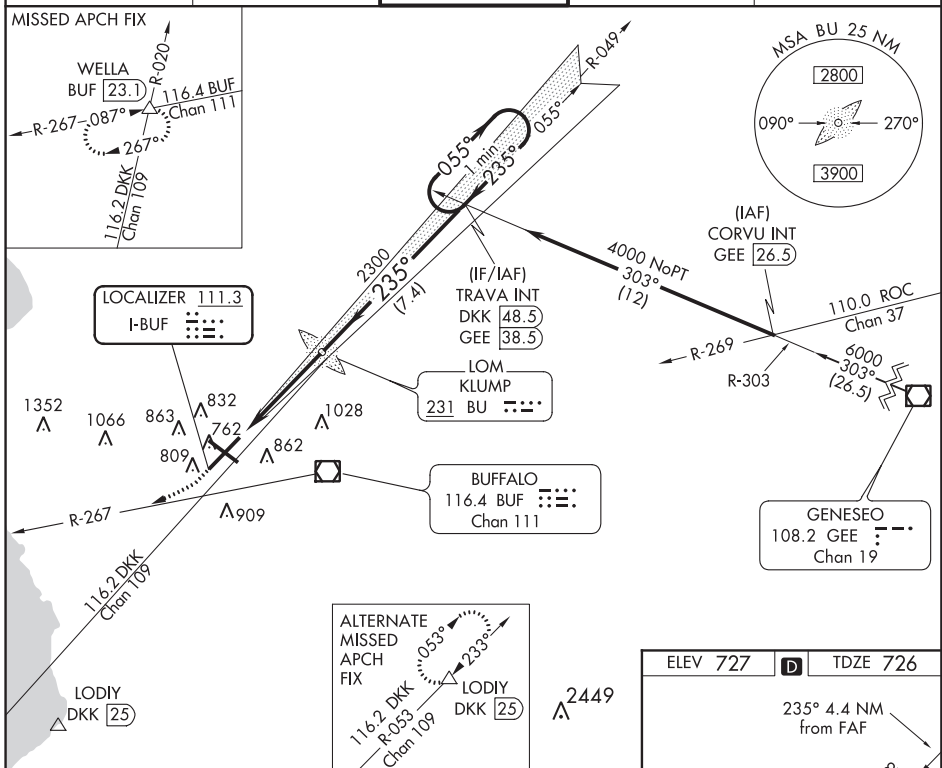 MISSED APCH FIX
WELLA
BUF 23.1
R-020
116.4 BUF
Chan 111
R-267
087°
267°
116.2 DKK
Chan 109
R-049
055°
055°
1 min
235°
MSA BU 25 NM
2800
090°
270°
3900
2300
235°
(7.4)
(IF/IAF)
TRAVA INT
DKK 48.5
GEE 38.5
4000 NoPT
303°
(12)
(IAF)
CORVU INT
GEE 26.5
110.0 ROC
Chan 37
R-269
R-303
6000
303°
(26.5)
LOCALIZER 111.3
I-BUF
LOM
KLUMP
231 BU
1352
1066
863
832
762
809
862
1028
909
BUFFALO
116.4 BUF
Chan 111
GENESEO
108.2 GEE
Chan 19
R-267
116.2 DKK
Chan 109
LODIY
DKK 25
ALTERNATE
MISSED
APCH
FIX
053°
233°
LODIY
DKK 25
116.2 DKK
R-053
Chan 109
2449
ELEV 727 D TDZE 726
235° 4.4 NM
from FAF